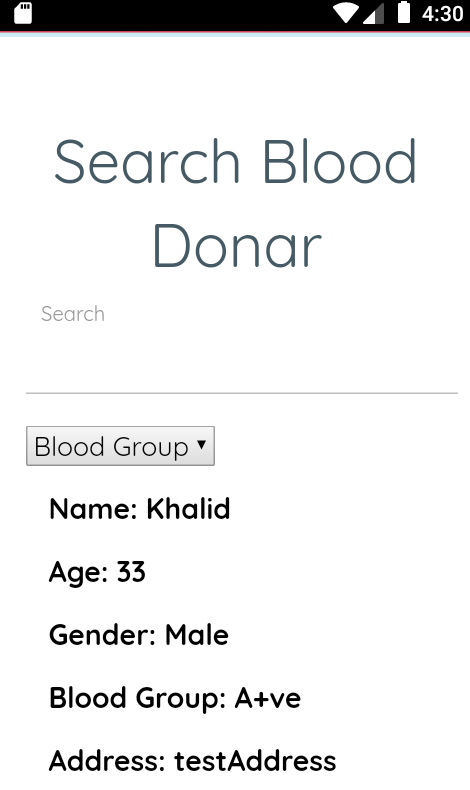 4:30
Search Blood
Donar
Search
Blood Group
Name: Khalid
Age: 33
Gender: Male
Blood Group: A+ve
Address: testAddress